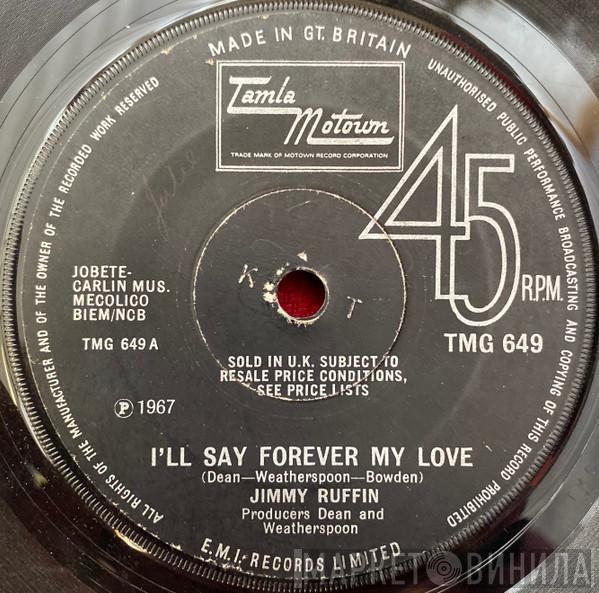 MADE IN GT. BRITAIN
UNAUTHORISED PUBLIC PERFORMANCE BROADCASTING AND COPYING OF THIS RECORD PROHIBITED
ALL RIGHTS OF THE MANUFACTURER AND OF THE OWNER OF THE RECORDED WORK RESERVED
Tamla
Motown
TRADE MARK OF MOTOWN RECORD CORPORATION
45
R.P.M.
TMG 649
K T
JOBETE-
CARLIN MUS.
MECOLICO
BIEM/NCB
TMG 649 A
SOLD IN U.K. SUBJECT TO
RESALE PRICE CONDITIONS,
SEE PRICE LISTS
Ⓟ 1967
I'LL SAY FOREVER MY LOVE
(Dean—Weatherspoon—Bowden)
JIMMY RUFFIN
Producers Dean and
Weatherspoon
E.M.I. RECORDS LIMITED
МАРКЕТ ВИНИЛА